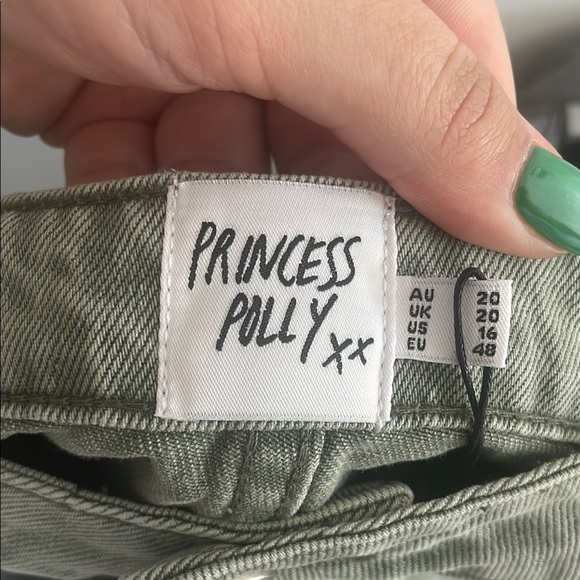 PRINCESS
POLLY
xx
AU 20
UK 20
US 16
EU 48